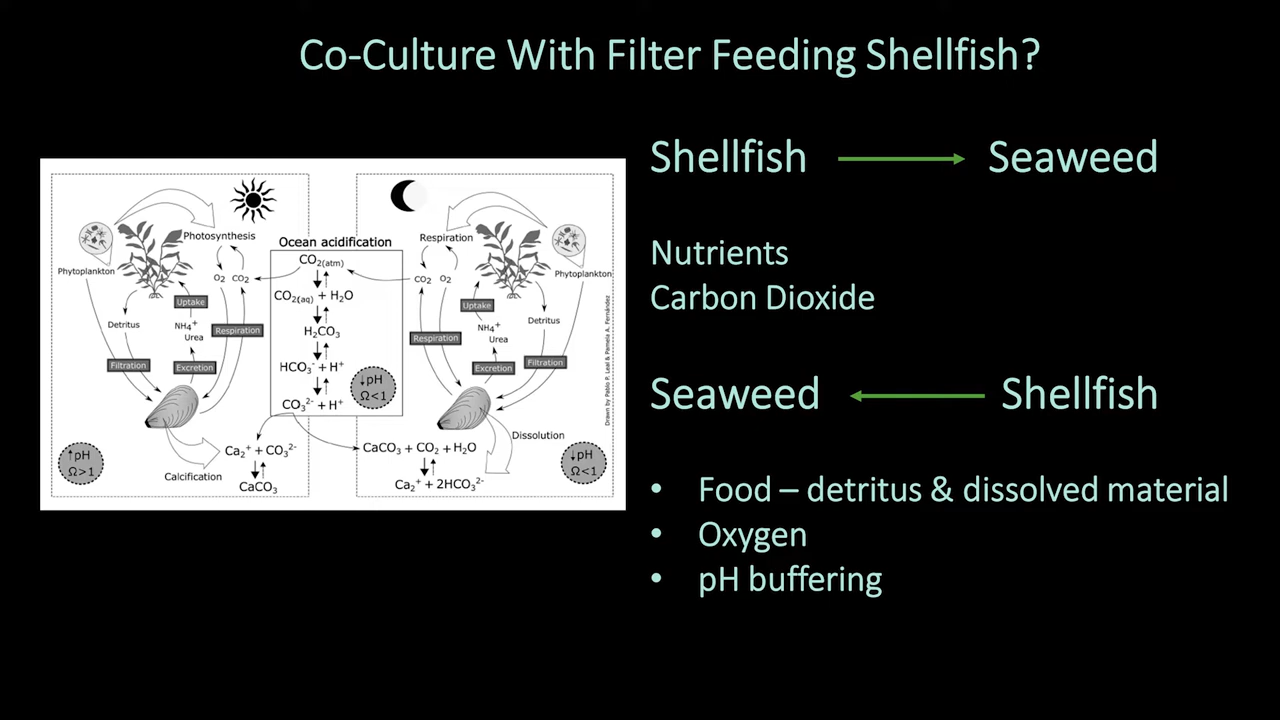 Co-Culture With Filter Feeding Shellfish?
Shellfish
Seaweed
Nutrients
Carbon Dioxide
Seaweed
Shellfish
• Food – detritus & dissolved material
• Oxygen
• pH buffering
Photosynthesis
Phytoplankton
O₂ CO₂
Uptake
Detritus
NH₄⁺
Urea
Respiration
Filtration
Excretion
↑pH
Ω>1
Calcification
Ca₂⁺ + CO₃²⁻
CaCO₃
Ocean acidification
CO₂(atm)
CO₂(aq) + H₂O
H₂CO₃
HCO₃⁻ + H⁺
CO₃²⁻ + H⁺
↓pH
Ω<1
Respiration
Phytoplankton
CO₂ O₂
Uptake
Detritus
NH₄⁺
Urea
Respiration
Filtration
Excretion
Dissolution
CaCO₃ + CO₂ + H₂O
Ca₂⁺ + 2HCO₃²⁻
↓pH
Ω<1
Drawn by Pablo P. Leal & Pamela A. Fernández